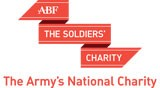 ABF
THE SOLDIERS'
CHARITY
The Army's National Charity